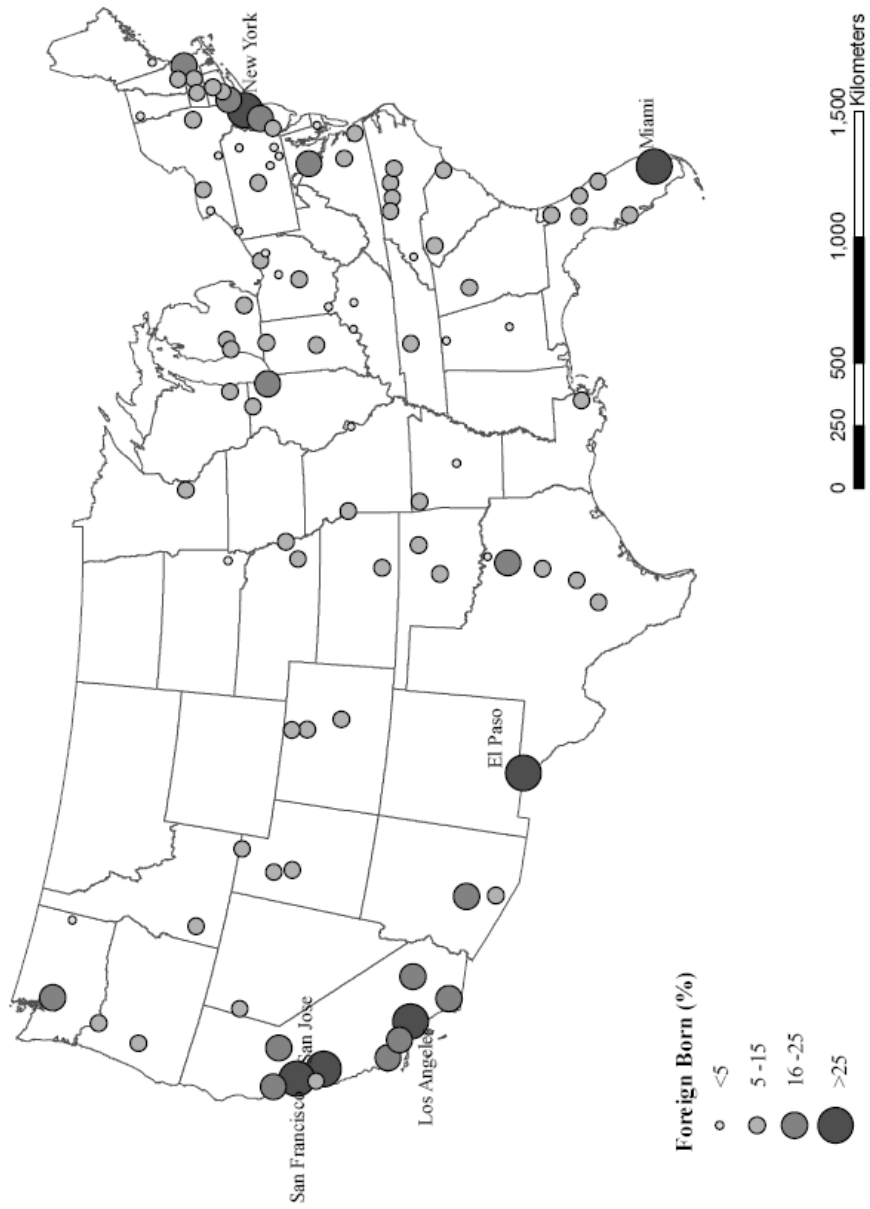 New York
San Jose
San Francisco
Los Angeles
El Paso
Miami
Foreign Born (%)
<5
5 -15
16 -25
>25
0 250 500 1,000 1,500
Kilometers